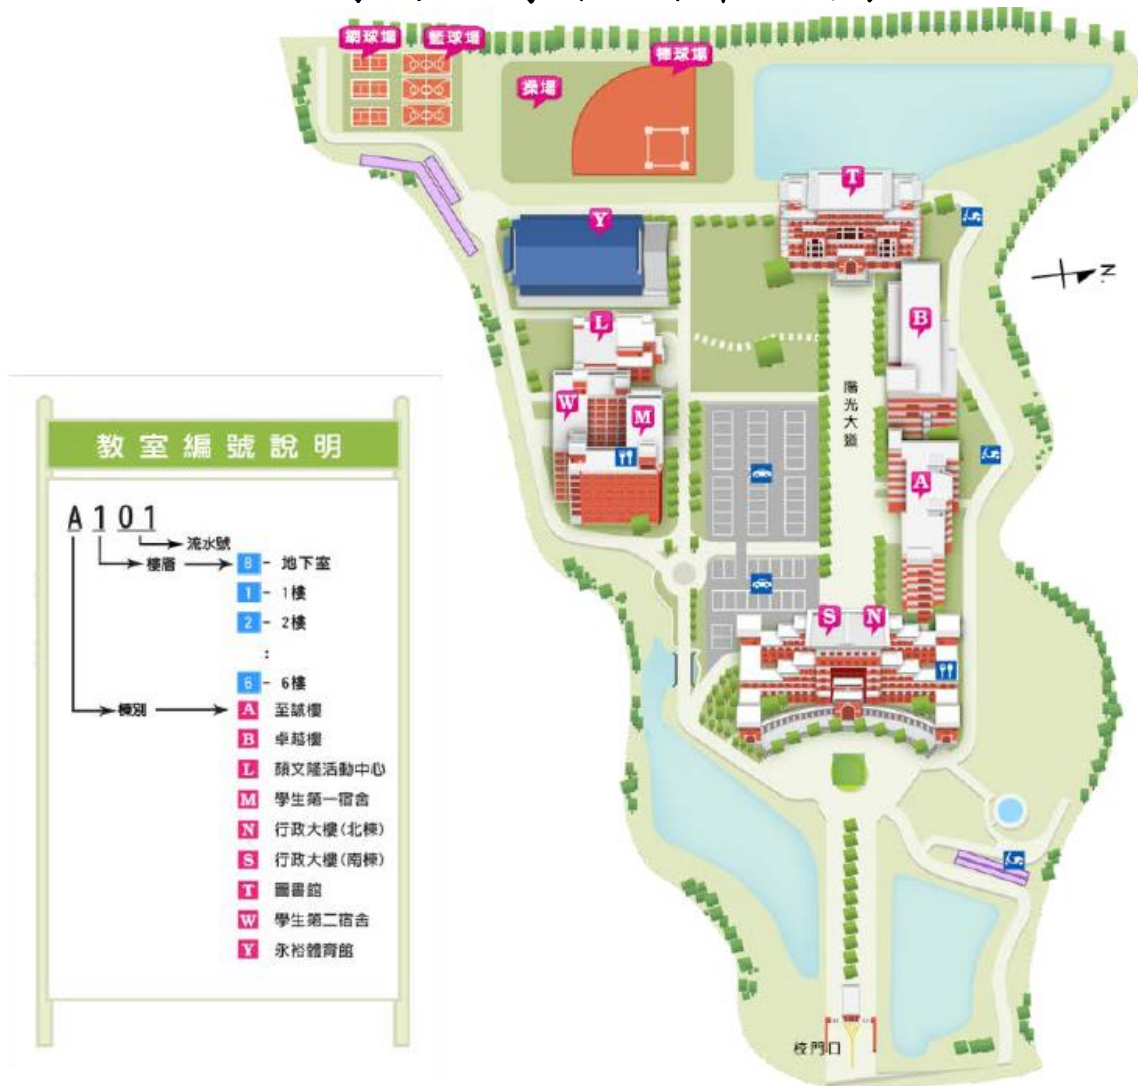 網球場
籃球場
操場
棒球場
T
Y
N
B
L
W
M
陽光大道
A
S
N
校門口
教室編號說明
A101
流水號
樓層
B - 地下室
1 - 1樓
2 - 2樓
:
6 - 6樓
棟別
A 至誠樓
B 卓越樓
L 顏文隆活動中心
M 學生第一宿舍
N 行政大樓(北棟)
S 行政大樓(南棟)
T 圖書館
W 學生第二宿舍
Y 永裕體育館